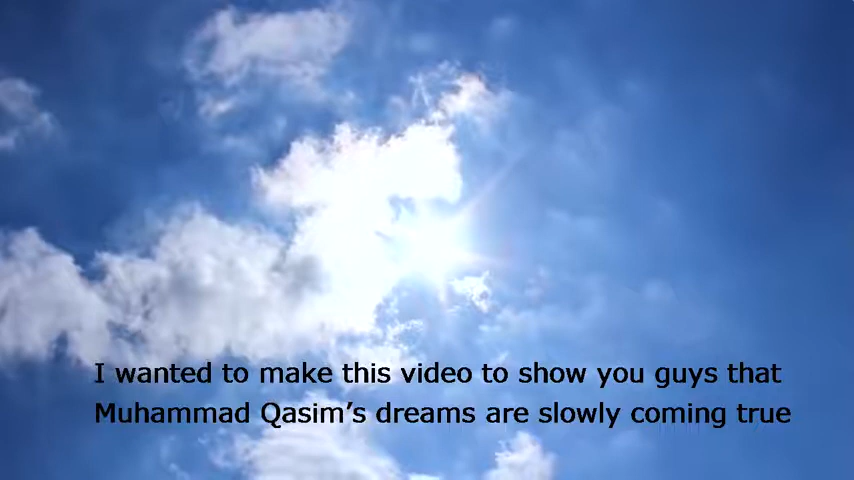 I wanted to make this video to show you guys that
Muhammad Qasim’s dreams are slowly coming true